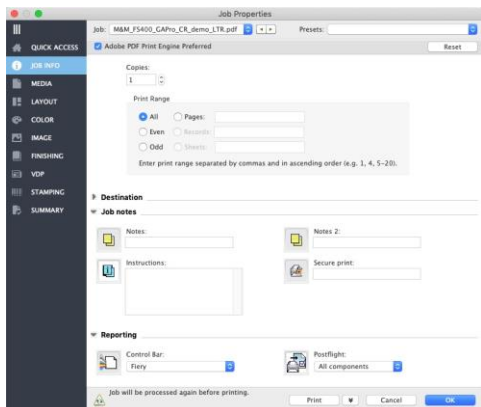 Job Properties
Job: M&M_F5400_GAPro_CR_demo_LTR.pdf Presets:
QUICK ACCESS
Adobe PDF Print Engine Preferred Reset
JOB INFO
MEDIA
LAYOUT
COLOR
IMAGE
FINISHING
VDP
STAMPING
SUMMARY
Copies:
1
Print Range
All Pages:
Even Records:
Odd Sheets:
Enter print range separated by commas and in ascending order (e.g. 1, 4, 5-20).
Destination
Job notes
Notes: Notes 2:
Instructions: Secure print:
Reporting
Control Bar: Postflight:
Fiery All components
Job will be processed again before printing.
Print Cancel OK